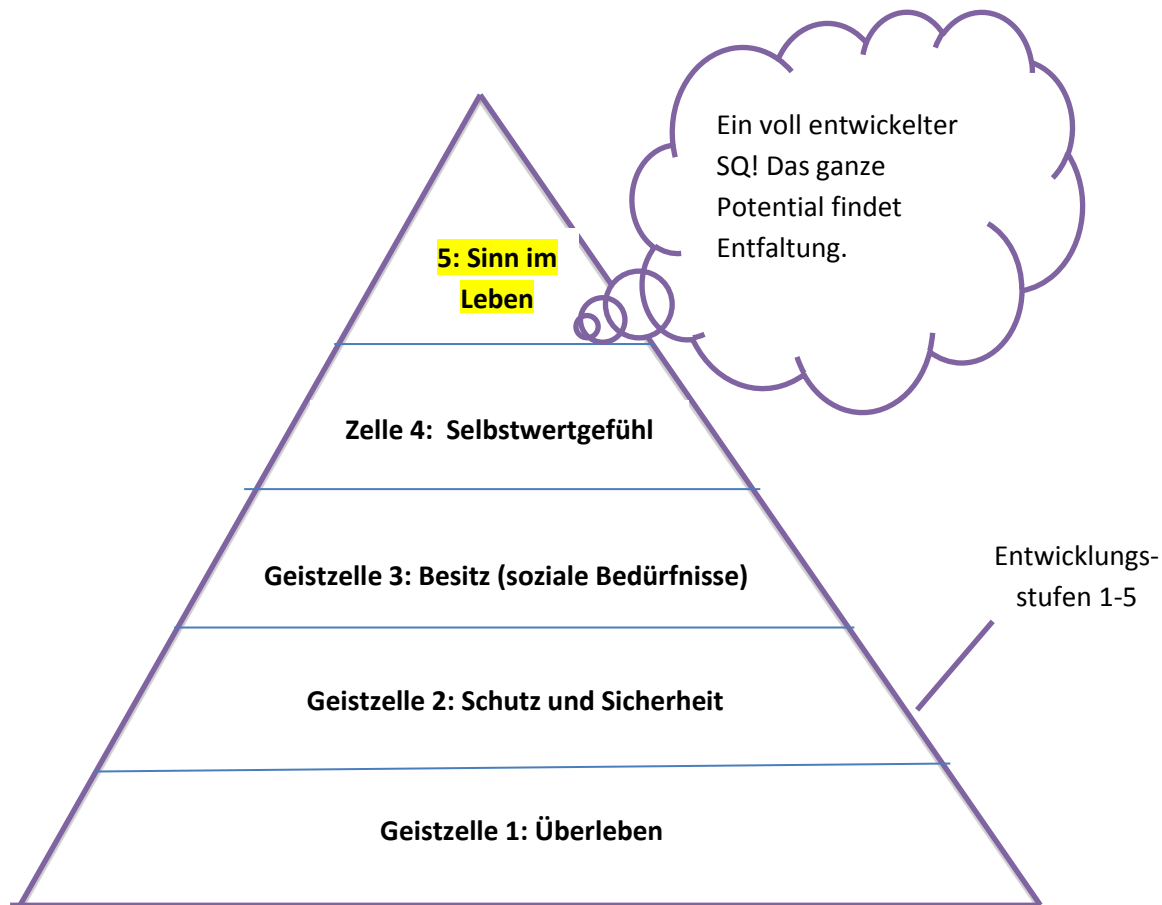 Ein voll entwickelter
SQ! Das ganze
Potential findet
Entfaltung.
5: Sinn im
Leben
Zelle 4:  Selbstwertgefühl
Geistzelle 3: Besitz (soziale Bedürfnisse)
Entwicklungs-
stufen 1-5
Geistzelle 2: Schutz und Sicherheit
Geistzelle 1: Überleben